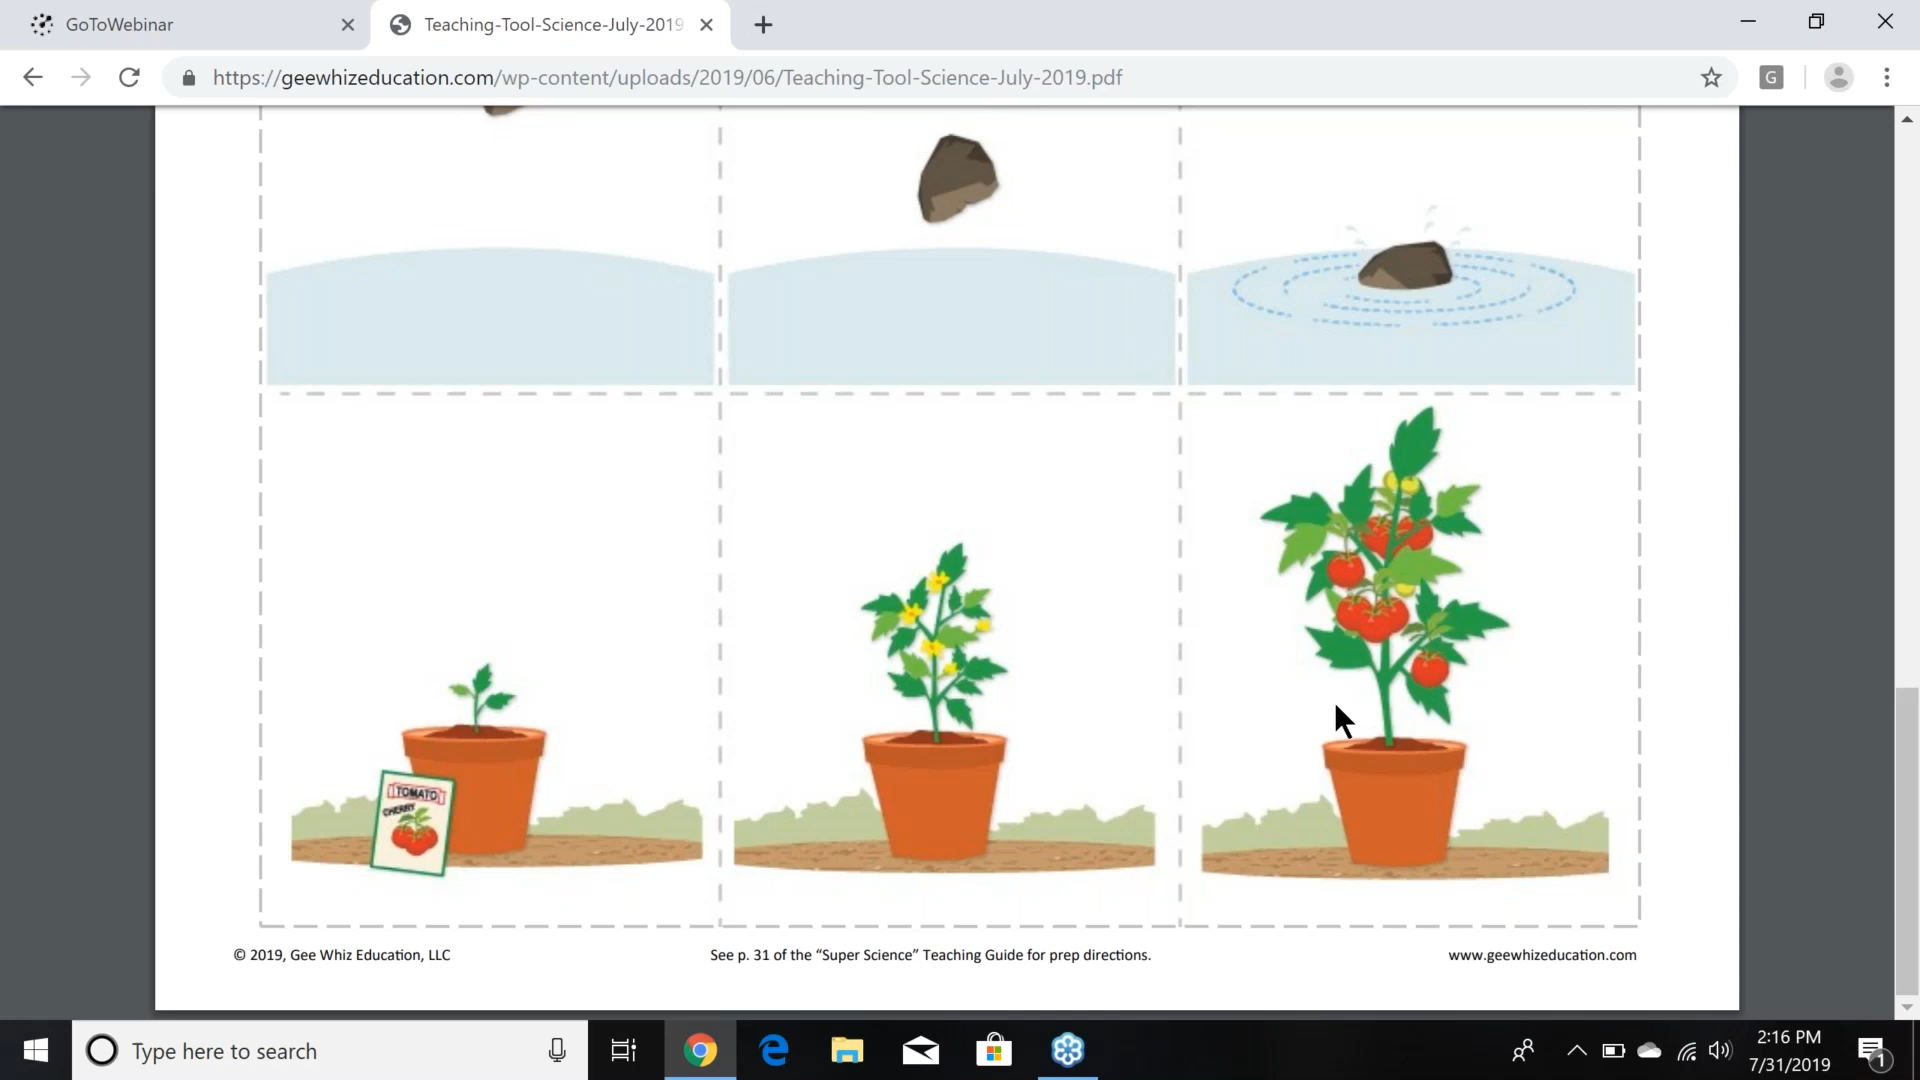 GoToWebinar
Teaching-Tool-Science-July-2019
https://geewhizeducation.com/wp-content/uploads/2019/06/Teaching-Tool-Science-July-2019.pdf
G
TOMATO
CHERRY
© 2019, Gee Whiz Education, LLC
See p. 31 of the “Super Science” Teaching Guide for prep directions.
www.geewhizeducation.com
Type here to search
2:16 PM
7/31/2019
1